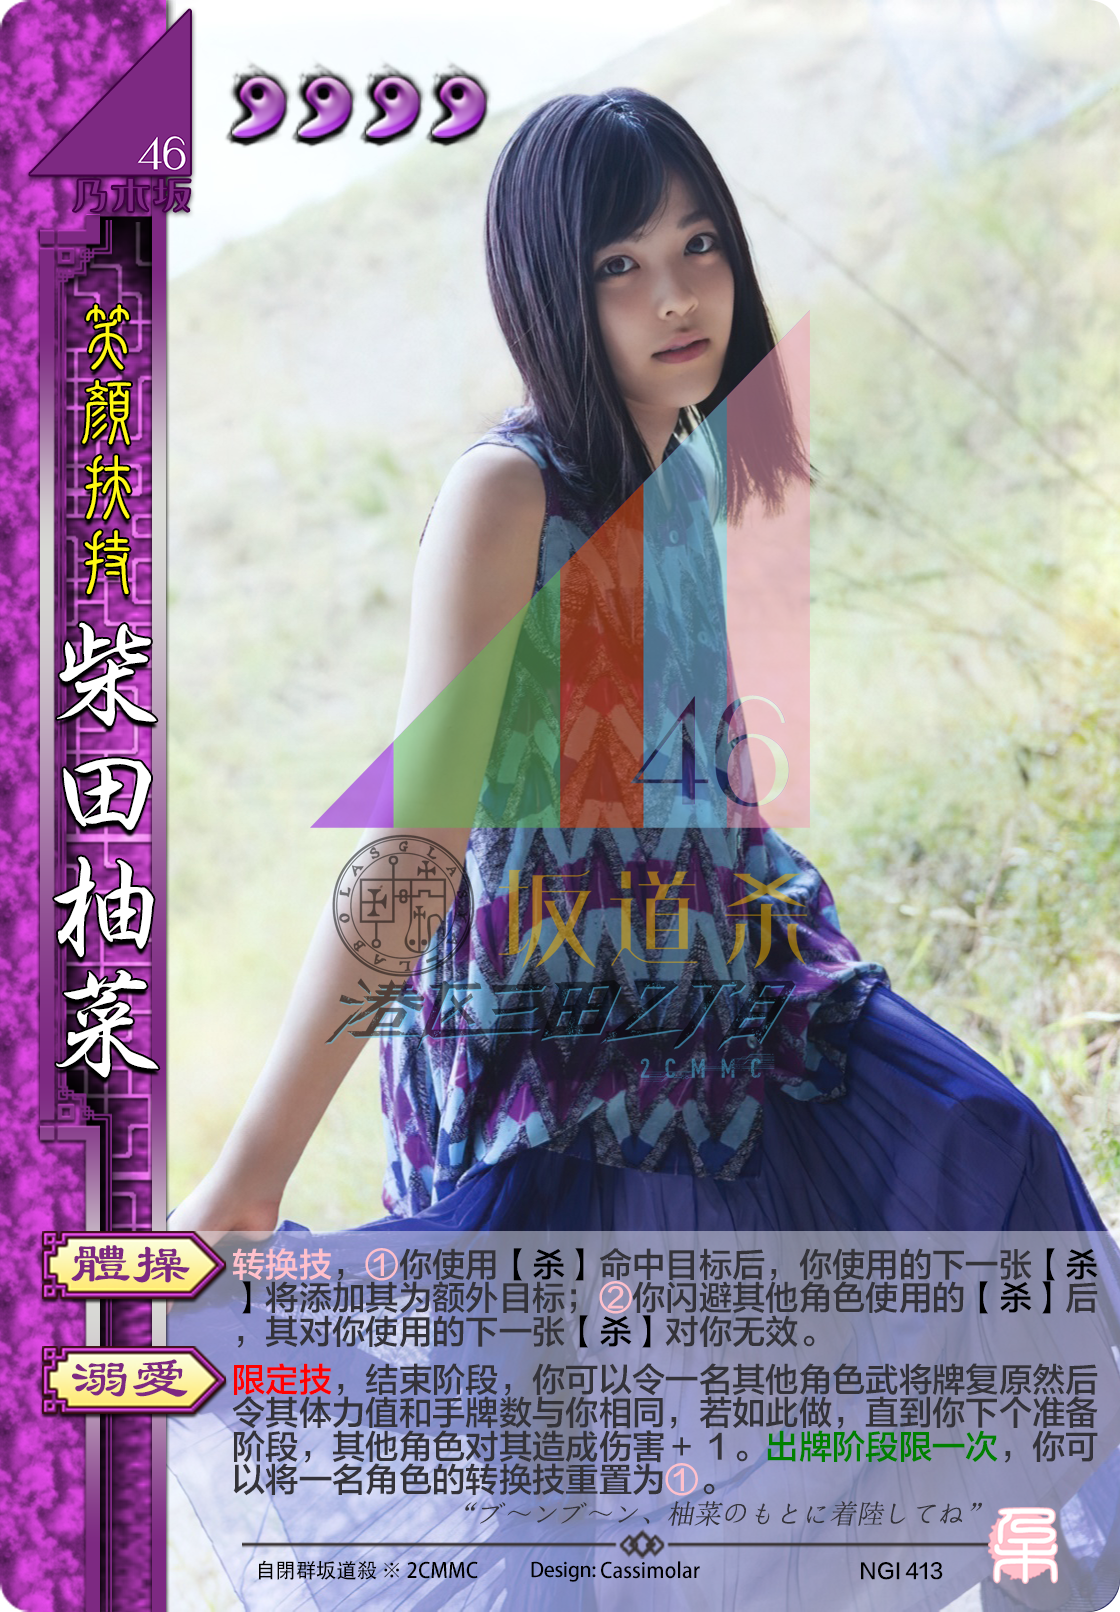 46
乃木坂
笑顔扶持
柴田柚菜
46
LASGLABO
坂道杀
港区三田乙丁目
2CMMC
體操
转换技，①你使用【杀】命中目标后，你使用的下一张【杀
】将添加其为额外目标；②你闪避其他角色使用的【杀】后
，其对你使用的下一张【杀】对你无效。
溺愛
限定技，结束阶段，你可以令一名其他角色武将牌复原然后
令其体力值和手牌数与你相同，若如此做，直到你下个准备
阶段，其他角色对其造成伤害＋１。出牌阶段限一次，你可
以将一名角色的转换技重置为①。
“ブ～ンブ～ン、柚菜のもとに着陸してね”
自閉群坂道殺 ※ 2CMMC
Design: Cassimolar
NGI 413